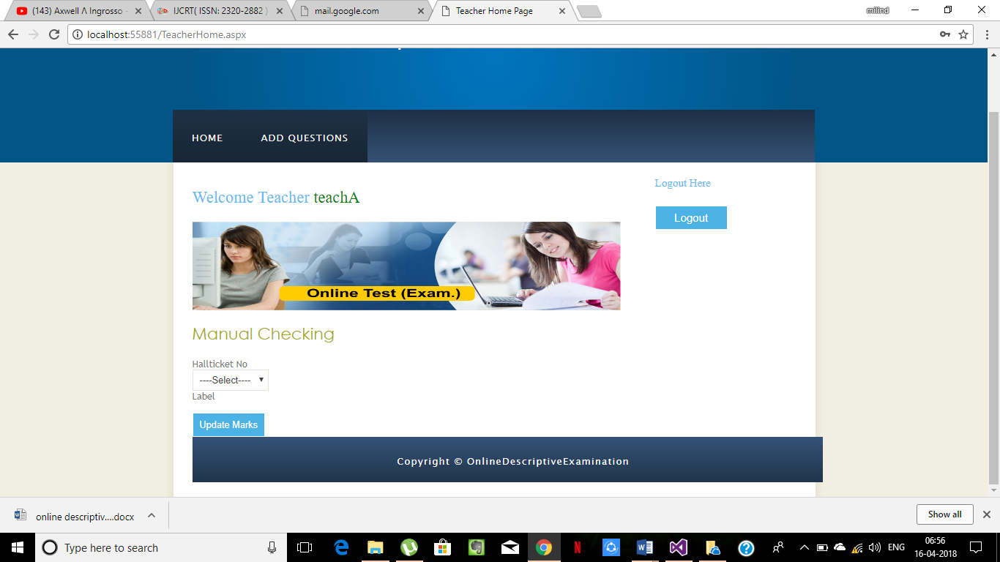 (143) Axwell Λ Ingrosso -
IJCRT( ISSN: 2320-2882 )
mail.google.com
Teacher Home Page
milind
localhost:55881/TeacherHome.aspx
HOME
ADD QUESTIONS
Logout Here
Welcome Teacher teachA
Logout
Online Test (Exam.)
Manual Checking
Hallticket No
----Select----
Label
Update Marks
Copyright © OnlineDescriptiveExamination
online descriptiv....docx
Show all
Type here to search
ENG
06:56
16-04-2018